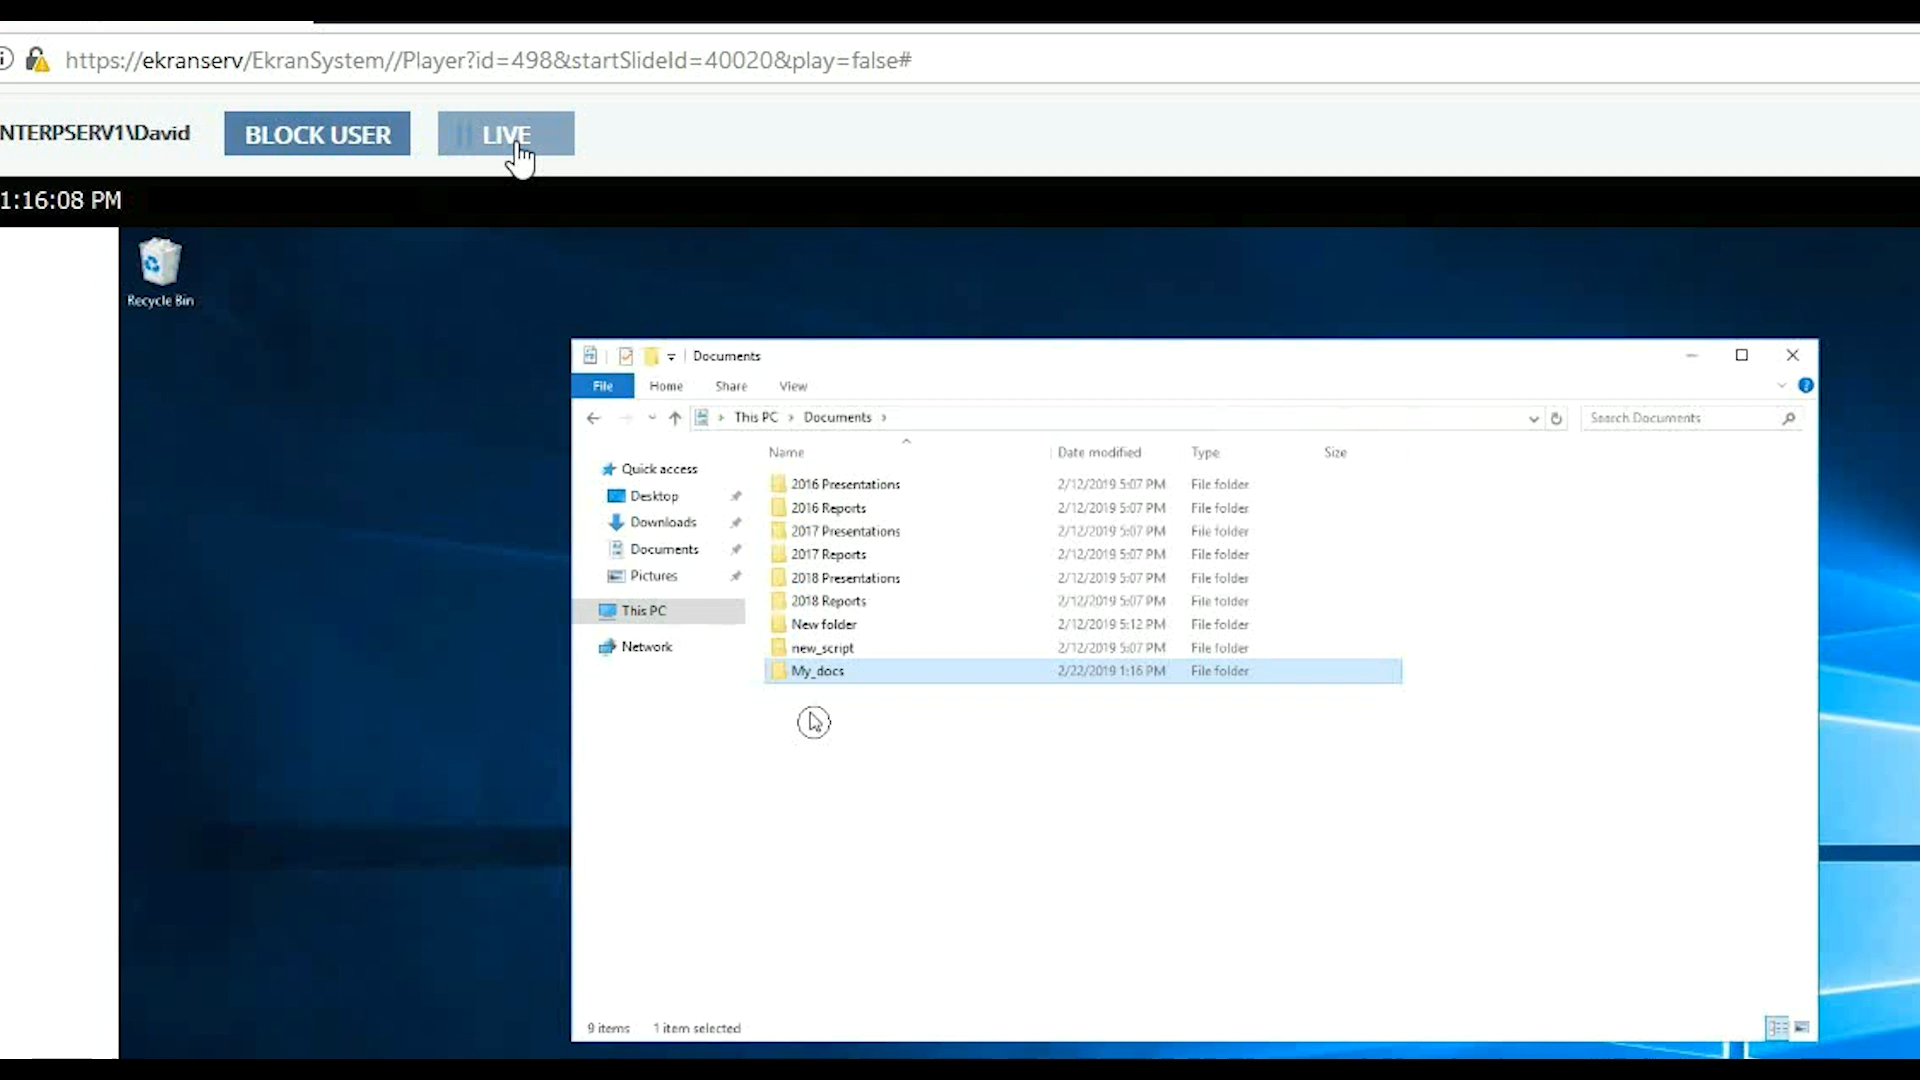 https://ekranserv/EkranSystem//Player?id=498&startSlideId=40020&play=false#
NTERPSERV1\David BLOCK USER LIVE
1:16:08 PM
Recycle Bin
Documents
File Home Share View
This PC Documents Search Documents
Name Date modified Type Size
Quick access
Desktop
Downloads
Documents
Pictures
This PC
Network
2016 Presentations 2/12/2019 5:07 PM File folder
2016 Reports 2/12/2019 5:07 PM File folder
2017 Presentations 2/12/2019 5:07 PM File folder
2017 Reports 2/12/2019 5:07 PM File folder
2018 Presentations 2/12/2019 5:07 PM File folder
2018 Reports 2/12/2019 5:07 PM File folder
New folder 2/12/2019 5:12 PM File folder
new_script 2/12/2019 5:07 PM File folder
My_docs 2/22/2019 1:16 PM File folder
9 items 1 item selected